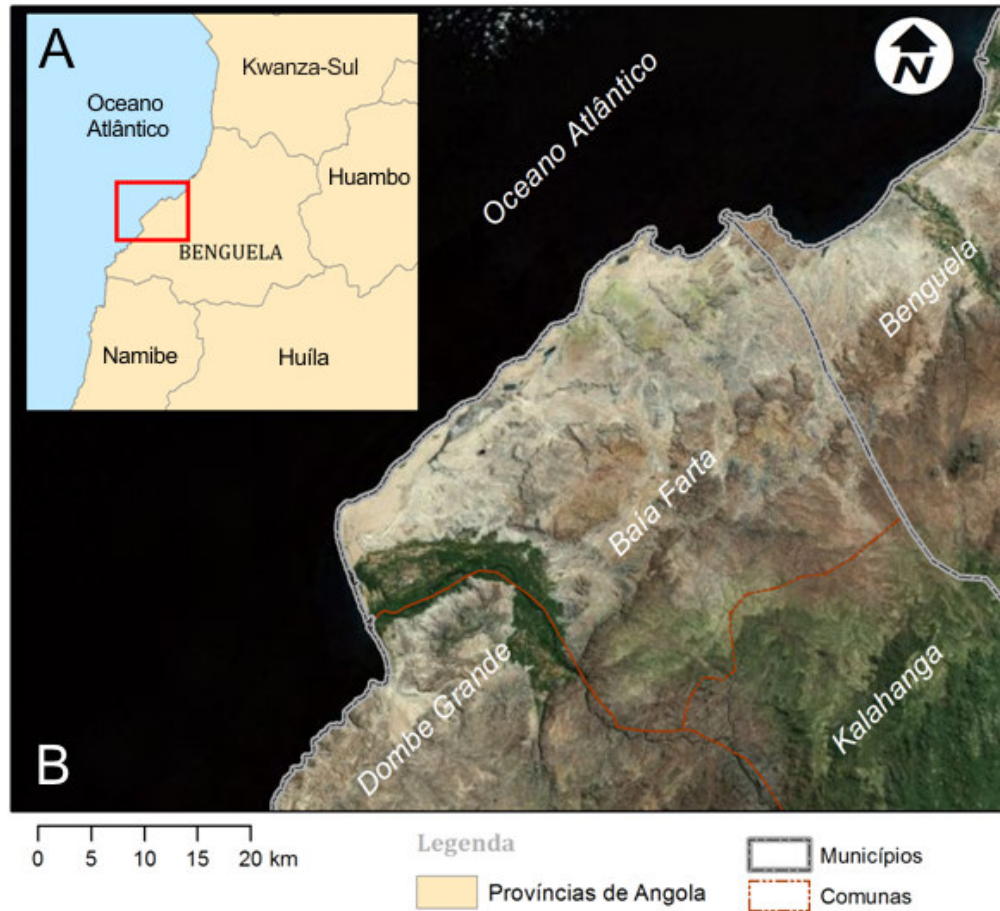 A
Kwanza-Sul
Oceano
Atlântico
Huambo
BENGUELA
Namibe
Huíla
N
Oceano Atlântico
Benguela
Baía Farta
Dombe Grande
Kalahanga
B
0 5 10 15 20 km
Legenda
Províncias de Angola
Municípios
Comunas